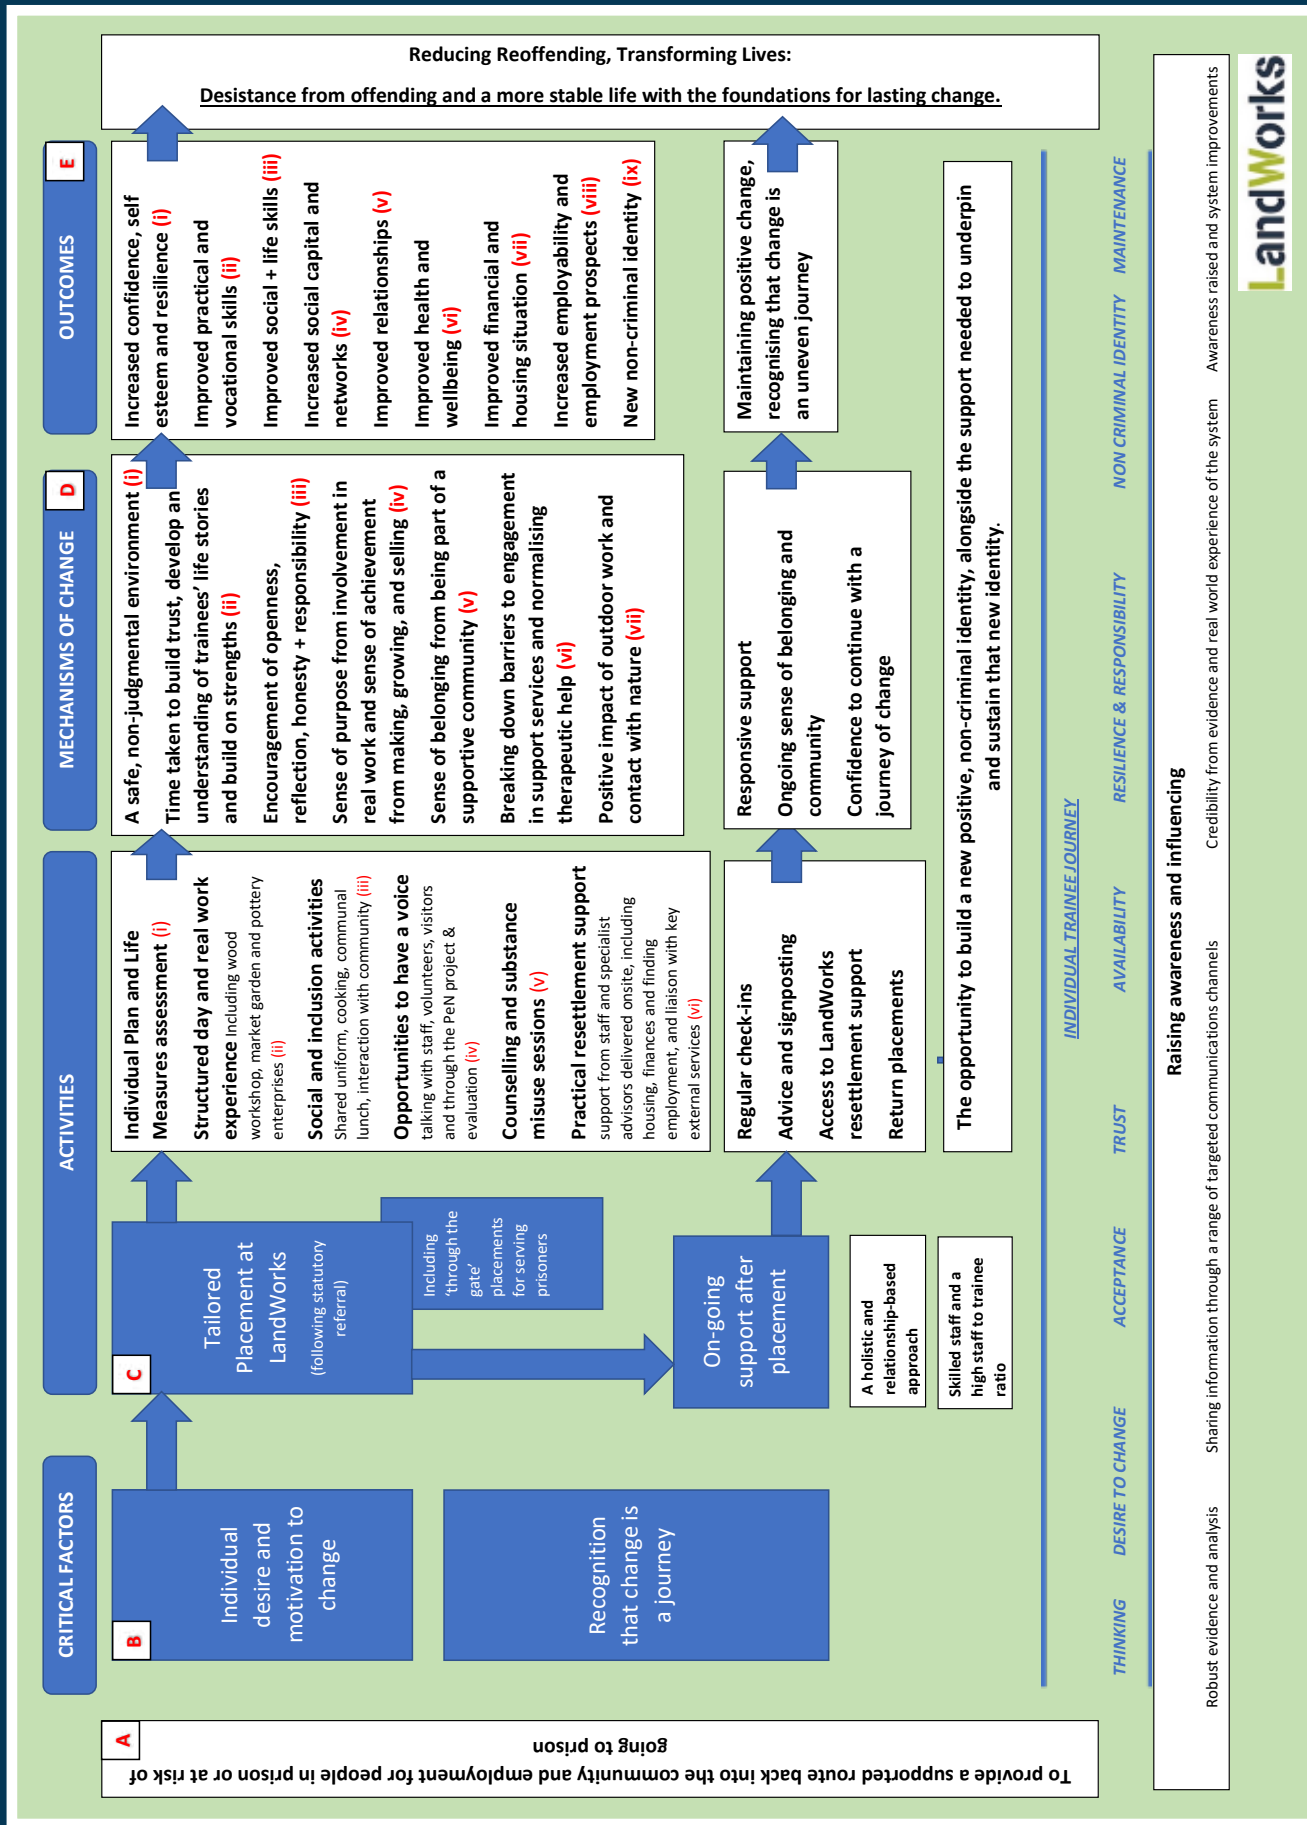 To provide a supported route back into the community and employment for people in prison or at risk of
going to prison
A
CRITICAL FACTORS
B
Individual
desire and
motivation to
change
Recognition
that change is
a journey
ACTIVITIES
C
Tailored
Placement at
LandWorks
(following statutory
referral)
Including
'through the
gate'
placements
for serving
prisoners
On-going
support after
placement
A holistic and
relationship-based
approach
Skilled staff and a
high staff to trainee
ratio
Individual Plan and Life
Measures assessment (i)
Structured day and real work
experience Including wood
workshop, market garden and pottery
enterprises (ii)
Social and inclusion activities
Shared uniform, cooking, communal
lunch, interaction with community (iii)
Opportunities to have a voice
talking with staff, volunteers, visitors
and through the PeN project &
evaluation (iv)
Counselling and substance
misuse sessions (v)
Practical resettlement support
support from staff and specialist
advisors delivered onsite, including
housing, finances and finding
employment, and liaison with key
external services (vi)
Regular check-ins
Advice and signposting
Access to LandWorks
resettlement support
Return placements
MECHANISMS OF CHANGE
D
A safe, non-judgmental environment (i)
Time taken to build trust, develop an
understanding of trainees' life stories
and build on strengths (ii)
Encouragement of openness,
reflection, honesty + responsibility (iii)
Sense of purpose from involvement in
real work and sense of achievement
from making, growing, and selling (iv)
Sense of belonging from being part of a
supportive community (v)
Breaking down barriers to engagement
in support services and normalising
therapeutic help (vi)
Positive impact of outdoor work and
contact with nature (vii)
Responsive support
Ongoing sense of belonging and
community
Confidence to continue with a
journey of change
OUTCOMES
E
Increased confidence, self
esteem and resilience (i)
Improved practical and
vocational skills (ii)
Improved social + life skills (iii)
Increased social capital and
networks (iv)
Improved relationships (v)
Improved health and
wellbeing (vi)
Improved financial and
housing situation (vii)
Increased employability and
employment prospects (viii)
New non-criminal identity (ix)
Maintaining positive change,
recognising that change is
an uneven journey
Reducing Reoffending, Transforming Lives:
Desistance from offending and a more stable life with the foundations for lasting change.
The opportunity to build a new positive, non-criminal identity, alongside the support needed to underpin
and sustain that new identity.
INDIVIDUAL TRAINEE JOURNEY
THINKING DESIRE TO CHANGE ACCEPTANCE TRUST AVAILABILITY RESILIENCE & RESPONSIBILITY NON CRIMINAL IDENTITY MAINTENANCE
Raising awareness and influencing
Robust evidence and analysis Sharing information through a range of targeted communications channels Credibility from evidence and real world experience of the system Awareness raised and system improvements
LandWorks